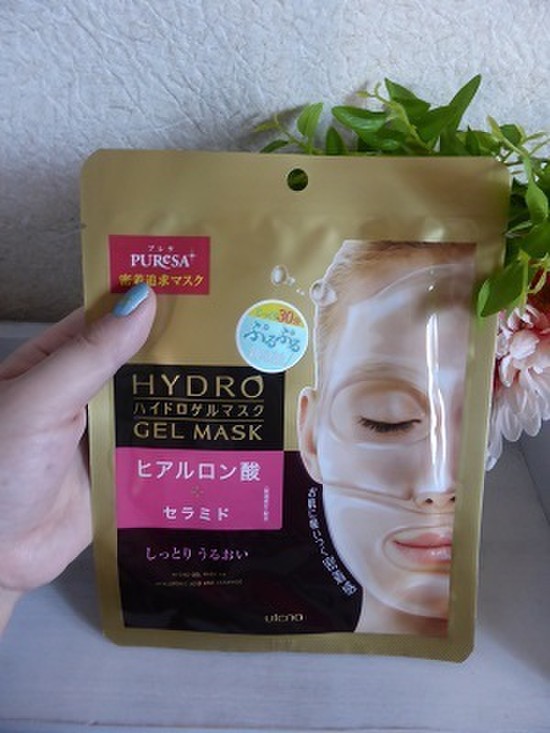 プレサ
PURESA+
密着追求マスク
30
ぷるぷる
HYDRO
ハイドロゲルマスク
GEL MASK
ヒアルロン酸
+
セラミド
しっとり うるおい
utena